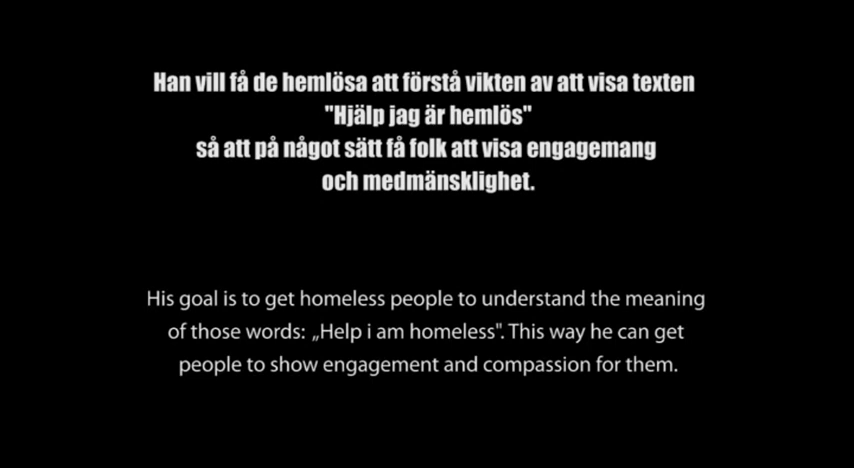 Han vill få de hemlösa att förstå vikten av att visa texten
"Hjälp jag är hemlös"
så att på något sätt få folk att visa engagemang
och medmänsklighet.
His goal is to get homeless people to understand the meaning
of those words: „Help i am homeless". This way he can get
people to show engagement and compassion for them.